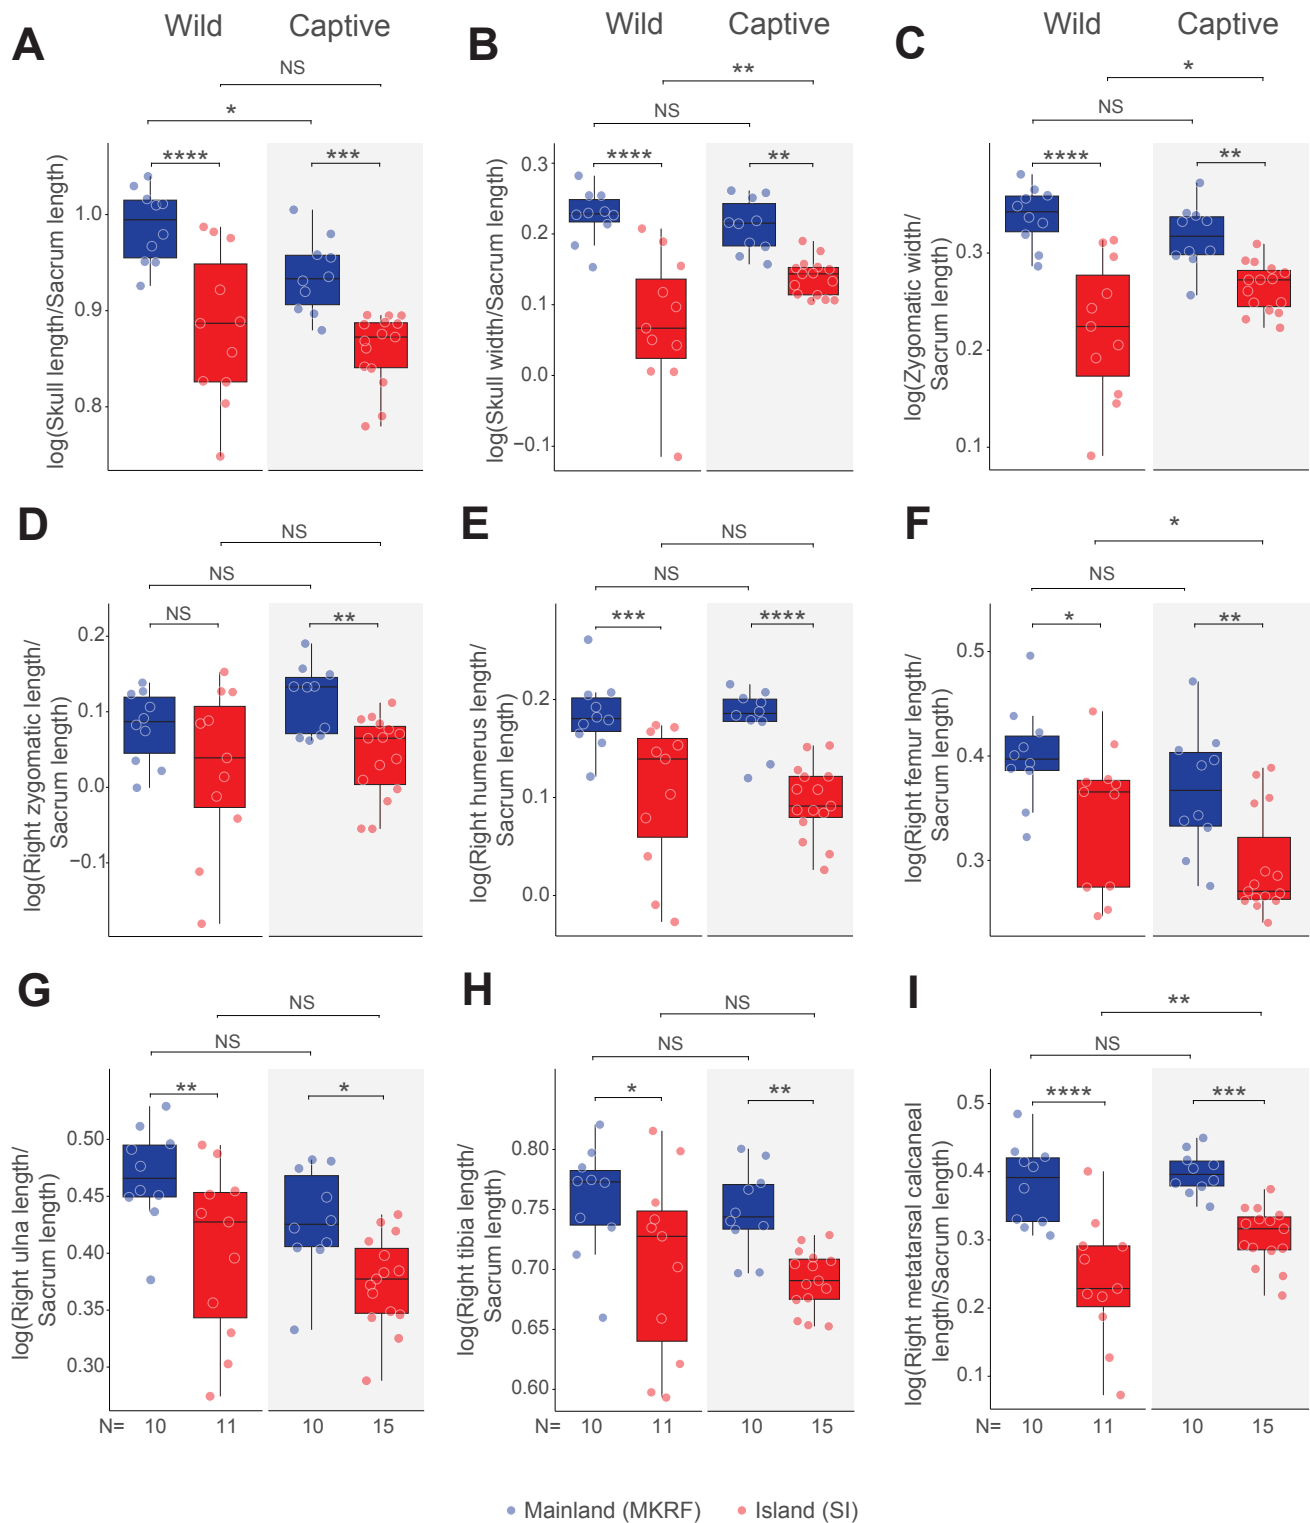 Wild Captive Wild Captive Wild Captive
A B C
NS ** *
* NS NS
**** *** **** ** **** **
log(Skull length/Sacrum length)
1.0
0.9
0.8
log(Skull width/Sacrum length)
0.3
0.2
0.1
0.0
−0.1
log(Zygomatic width/
Sacrum length)
0.3
0.2
0.1
D E F
NS NS *
NS NS NS
NS ** *** **** * **
log(Right zygomatic length/
Sacrum length)
0.2
0.1
0.0
−0.1
log(Right humerus length/
Sacrum length)
0.2
0.1
0.0
log(Right femur length/
Sacrum length)
0.5
0.4
0.3
G H I
NS NS **
NS NS NS
** * * ** **** ***
log(Right ulna length/
Sacrum length)
0.50
0.45
0.40
0.35
0.30
log(Right tibia length/
Sacrum length)
0.80
0.75
0.70
0.65
0.60
log(Right metatarsal calcaneal
length/Sacrum length)
0.5
0.4
0.3
0.2
0.1
N= 10 11 10 15 N= 10 11 10 15 N= 10 11 10 15
Mainland (MKRF) Island (SI)